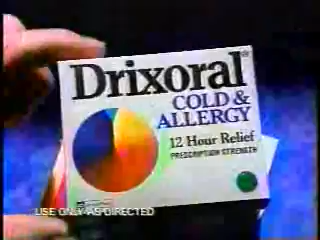 Drixoral®
COLD &
ALLERGY
12 Hour Relief
PRESCRIPTION STRENGTH
USE ONLY AS DIRECTED